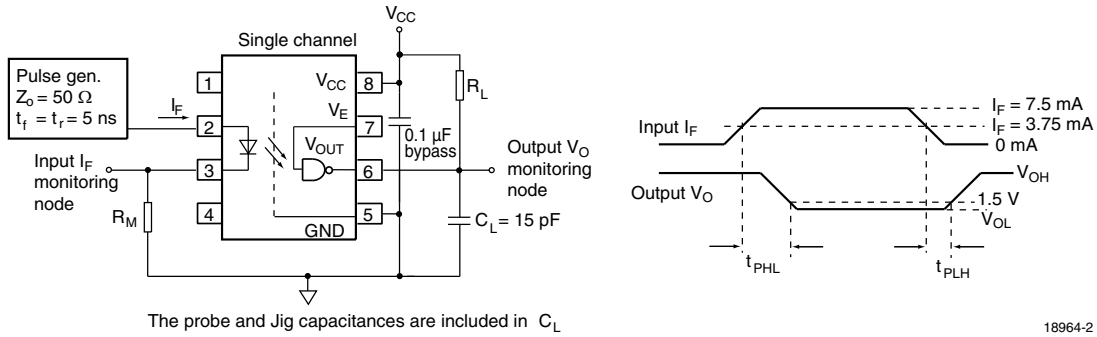 V_CC
Single channel
Pulse gen.
Z_o = 50 Ω
t_f = t_r = 5 ns
I_F
1
2
3
4
V_CC 8
V_E 7
V_OUT 6
GND 5
0.1 µF
bypass
R_L
Input I_F
monitoring
node
R_M
Output V_O
monitoring
node
C_L = 15 pF
The probe and Jig capacitances are included in C_L
Input I_F
I_F = 7.5 mA
I_F = 3.75 mA
0 mA
Output V_O
V_OH
1.5 V
V_OL
t_PHL
t_PLH
18964-2